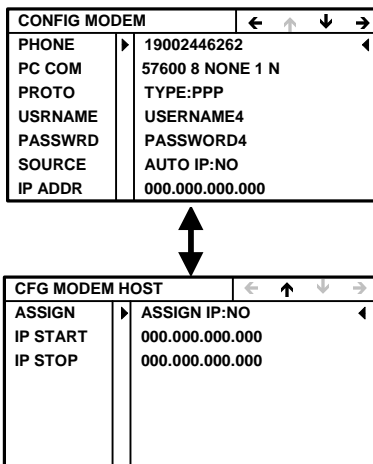 CONFIG MODEM ← ↑ ↓ →
PHONE 19002446262
PC COM 57600 8 NONE 1 N
PROTO TYPE:PPP
USRNAME USERNAME4
PASSWRD PASSWORD4
SOURCE AUTO IP:NO
IP ADDR 000.000.000.000
CFG MODEM HOST ← ↑ ↓ →
ASSIGN ASSIGN IP:NO
IP START 000.000.000.000
IP STOP 000.000.000.000